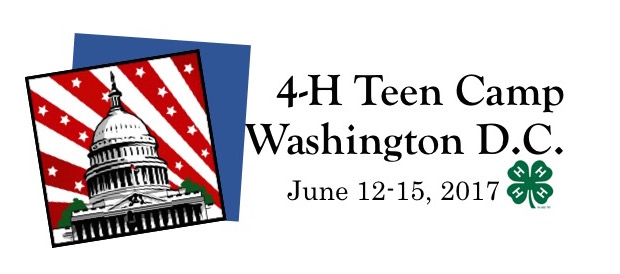 4-H Teen Camp
Washington D.C.
June 12-15, 2017
H H
H H